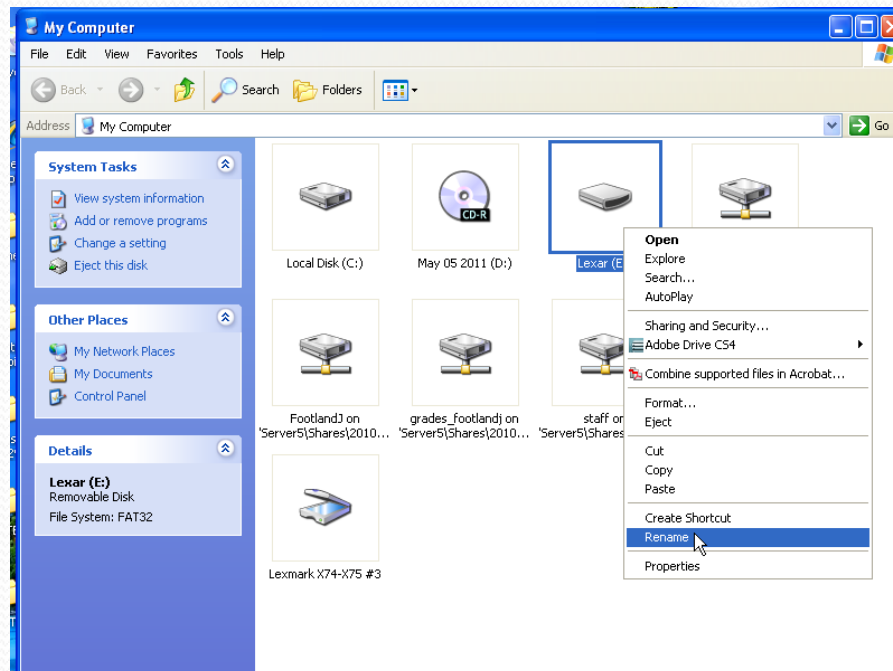 My Computer
File Edit View Favorites Tools Help
Back Search Folders
Address My Computer Go
System Tasks
View system information
Add or remove programs
Change a setting
Eject this disk
Other Places
My Network Places
My Documents
Control Panel
Details
Lexar (E:)
Removable Disk
File System: FAT32
Local Disk (C:)
CD-R
May 05 2011 (D:)
Lexar (E
FootlandJ on
'Server5\Shares\2010...
grades_footlandj on
'Server5\Shares\2010...
staff or
'Server5\Shares
Lexmark X74-X75 #3
Open
Explore
Search...
AutoPlay
Sharing and Security...
Adobe Drive CS4
Combine supported files in Acrobat...
Format...
Eject
Cut
Copy
Paste
Create Shortcut
Rename
Properties